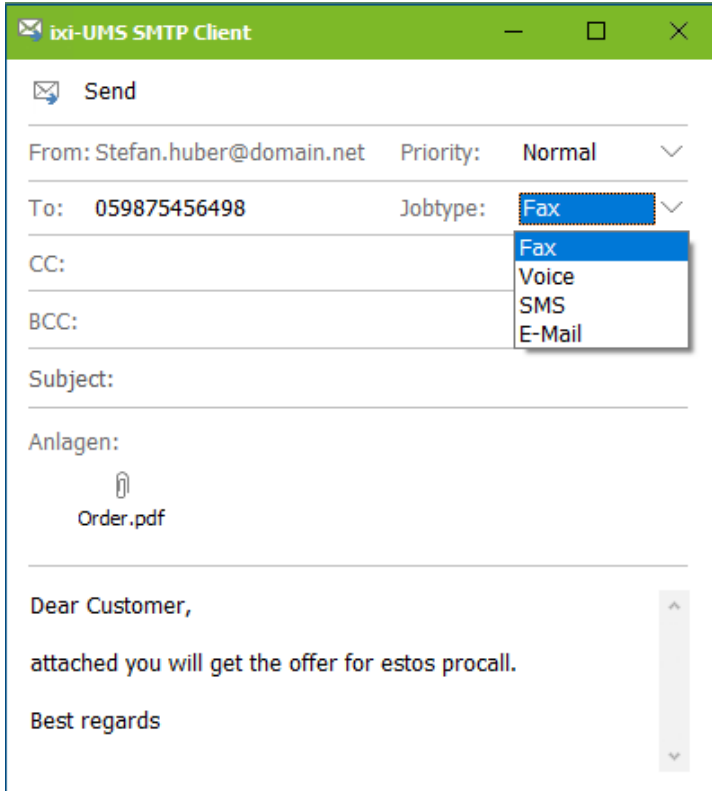 ixi-UMS SMTP Client
Send
From: Stefan.huber@domain.net Priority: Normal
To: 059875456498 Jobtype: Fax
Fax
Voice
SMS
E-Mail
CC:
BCC:
Subject:
Anlagen:
Order.pdf
Dear Customer,
attached you will get the offer for estos procall.
Best regards